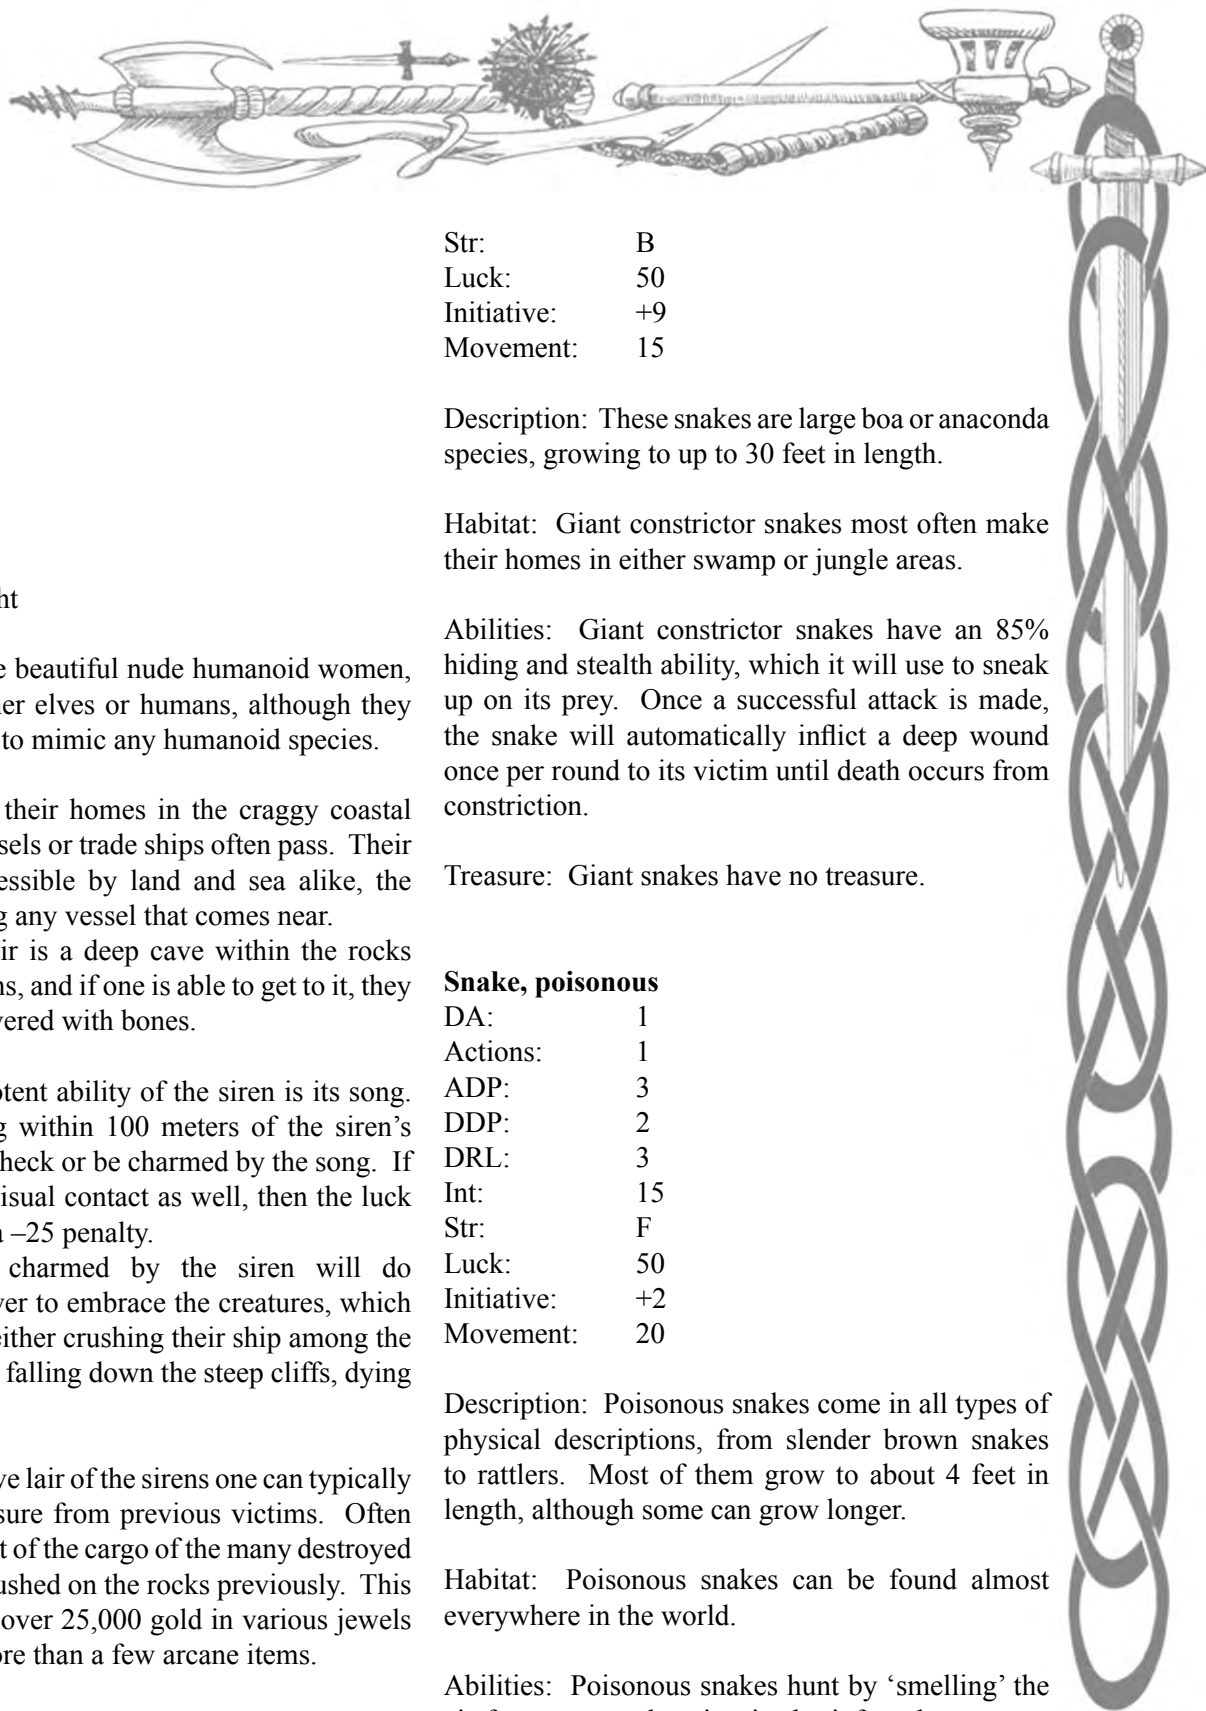 ht
e beautiful nude humanoid women,
her elves or humans, although they
to mimic any humanoid species.
their homes in the craggy coastal
sels or trade ships often pass. Their
essible by land and sea alike, the
g any vessel that comes near.
ir is a deep cave within the rocks
ns, and if one is able to get to it, they
vered with bones.
otent ability of the siren is its song.
g within 100 meters of the siren's
check or be charmed by the song. If
isual contact as well, then the luck
a –25 penalty.
charmed by the siren will do
ver to embrace the creatures, which
either crushing their ship among the
falling down the steep cliffs, dying
ve lair of the sirens one can typically
sure from previous victims. Often
t of the cargo of the many destroyed
ushed on the rocks previously. This
over 25,000 gold in various jewels
ore than a few arcane items.
Str: B
Luck: 50
Initiative: +9
Movement: 15
Description: These snakes are large boa or anaconda
species, growing to up to 30 feet in length.
Habitat: Giant constrictor snakes most often make
their homes in either swamp or jungle areas.
Abilities: Giant constrictor snakes have an 85%
hiding and stealth ability, which it will use to sneak
up on its prey. Once a successful attack is made,
the snake will automatically inflict a deep wound
once per round to its victim until death occurs from
constriction.
Treasure: Giant snakes have no treasure.
Snake, poisonous
DA: 1
Actions: 1
ADP: 3
DDP: 2
DRL: 3
Int: 15
Str: F
Luck: 50
Initiative: +2
Movement: 20
Description: Poisonous snakes come in all types of
physical descriptions, from slender brown snakes
to rattlers. Most of them grow to about 4 feet in
length, although some can grow longer.
Habitat: Poisonous snakes can be found almost
everywhere in the world.
Abilities: Poisonous snakes hunt by ‘smelling’ the